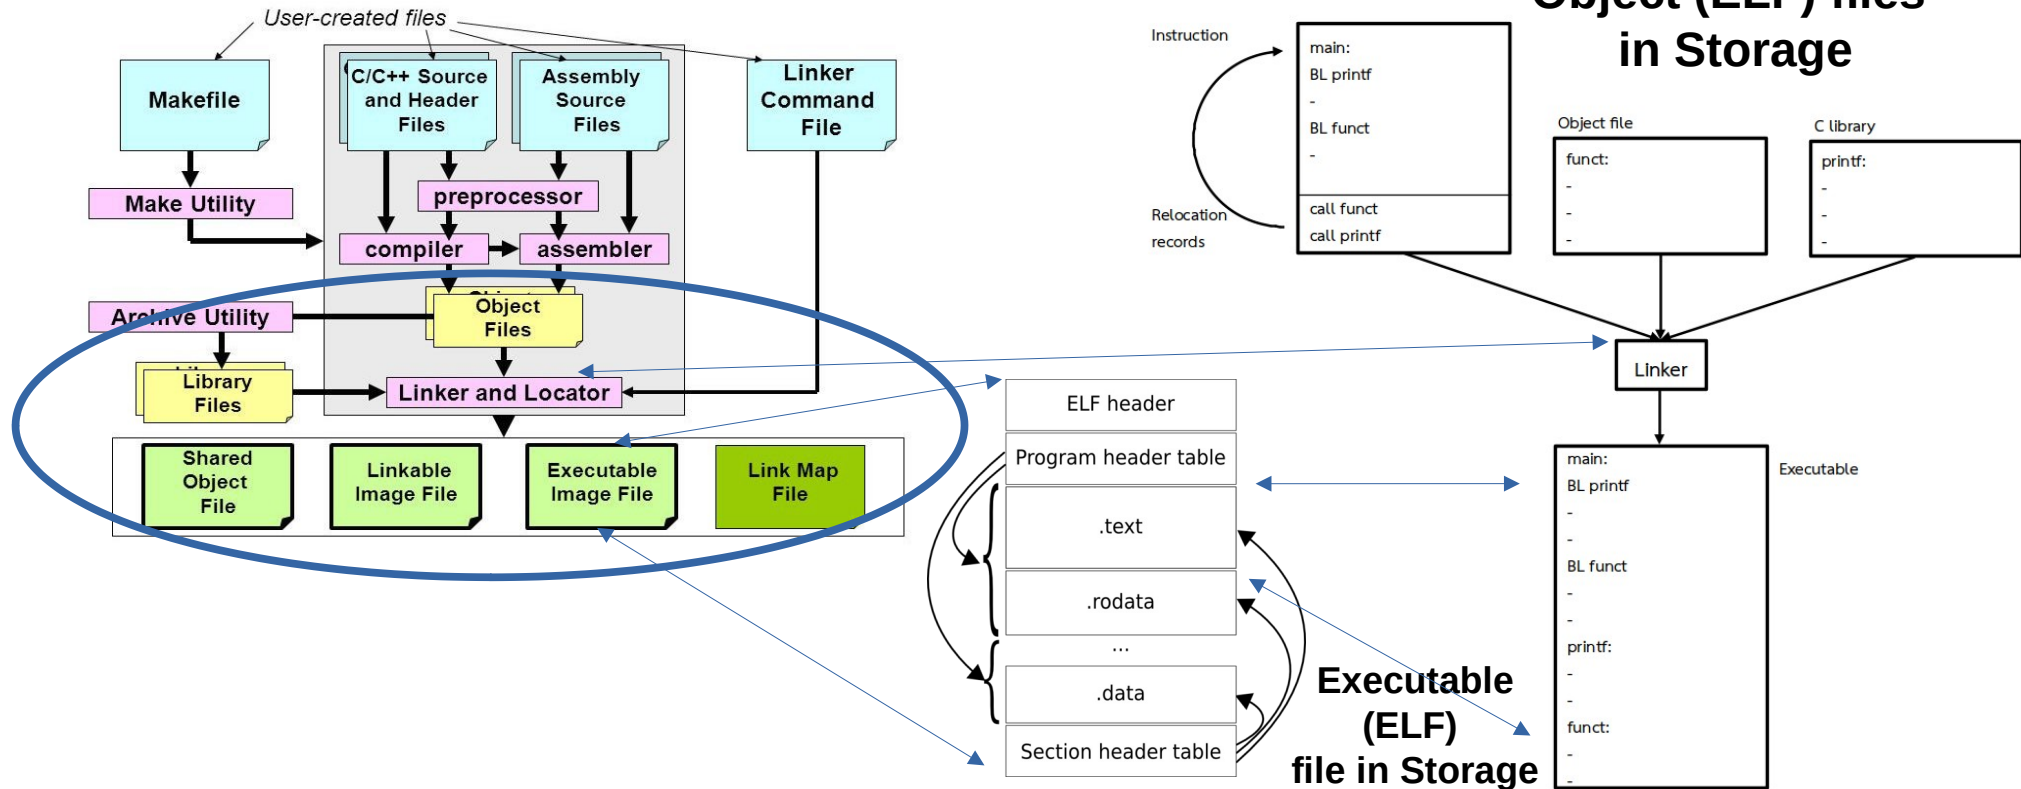 User-created files
Makefile
C/C++ Source
and Header
Files
Assembly
Source
Files
Linker
Command
File
Make Utility
preprocessor
compiler
assembler
Archive Utility
Object
Files
Library
Files
Linker and Locator
Shared
Object
File
Linkable
Image File
Executable
Image File
Link Map
File
ELF header
Program header table
.text
.rodata
...
.data
Section header table
Executable
(ELF)
file in Storage
Object (ELF) files
in Storage
Instruction
main:
BL printf
-
BL funct
-
Relocation
records
call funct
call printf
Object file
funct:
-
-
-
C library
printf:
-
-
-
Linker
Executable
main:
BL printf
-
-
BL funct
-
-
printf:
-
-
funct:
-
-